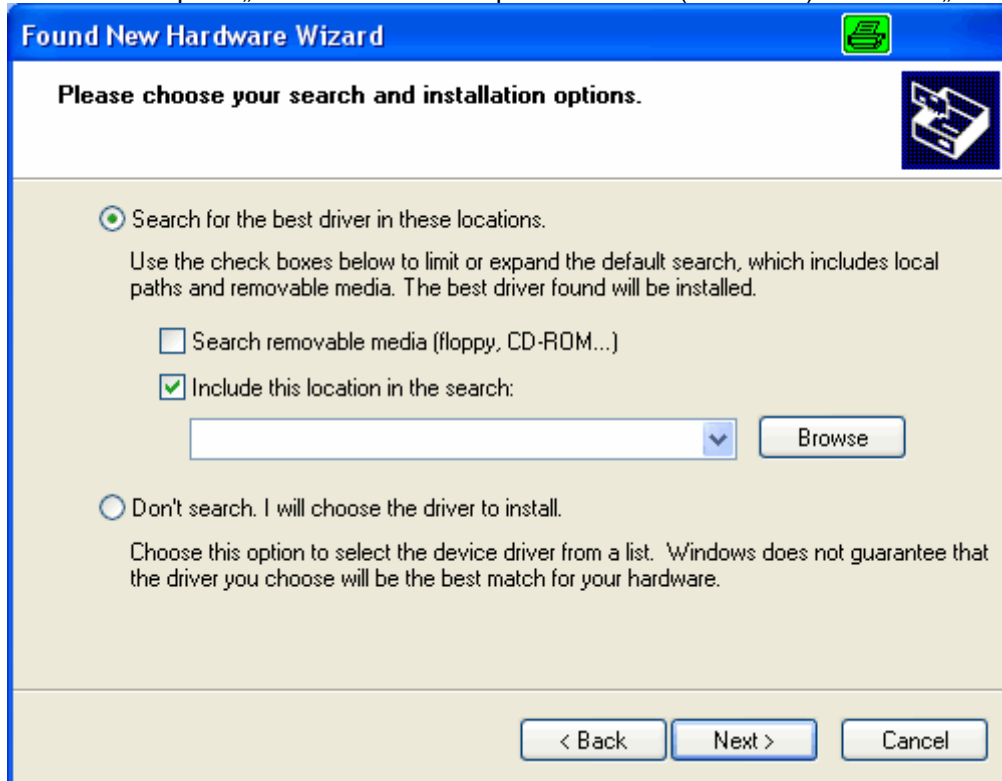 Found New Hardware Wizard
Please choose your search and installation options.
Search for the best driver in these locations.
Use the check boxes below to limit or expand the default search, which includes local
paths and removable media. The best driver found will be installed.
Search removable media (floppy, CD-ROM...)
Include this location in the search:
Browse
Don't search. I will choose the driver to install.
Choose this option to select the device driver from a list.  Windows does not guarantee that
the driver you choose will be the best match for your hardware.
< Back
Next >
Cancel